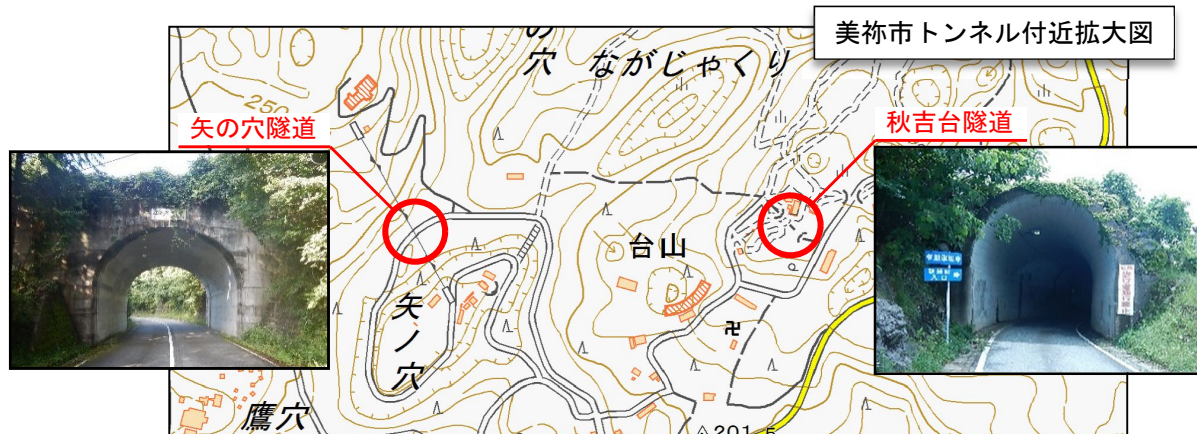 美祢市トンネル付近拡大図
の
穴
ながじゃくり
250
矢の穴隧道
秋吉台隧道
台山
矢ノ穴
鷹穴
201.5